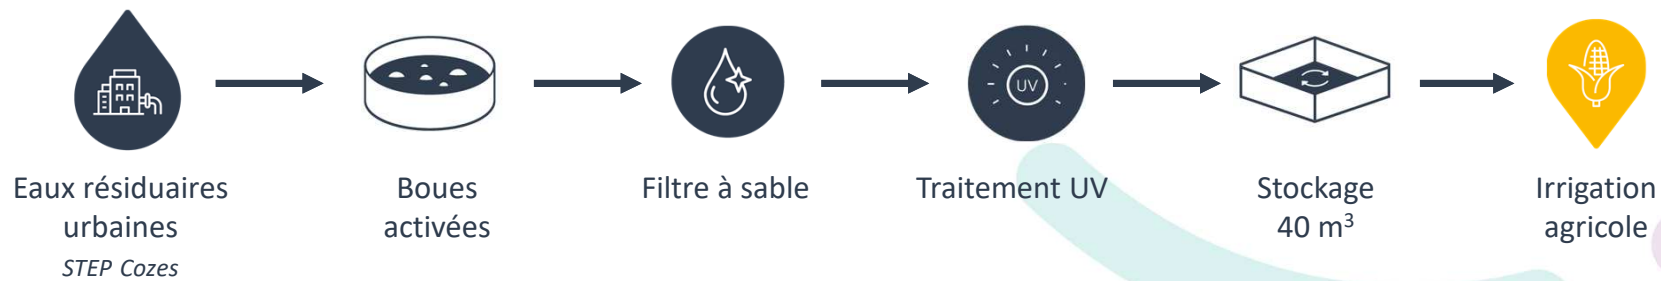 UV
Eaux résiduaires
urbaines
STEP Cozes
Boues
activées
Filtre à sable
Traitement UV
Stockage
40 m³
Irrigation
agricole